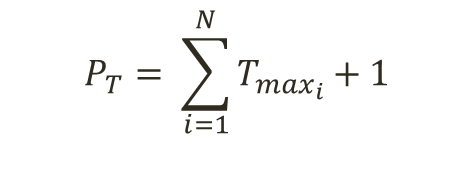 P_T = \sum_{i=1}^{N} T_{max_i} + 1